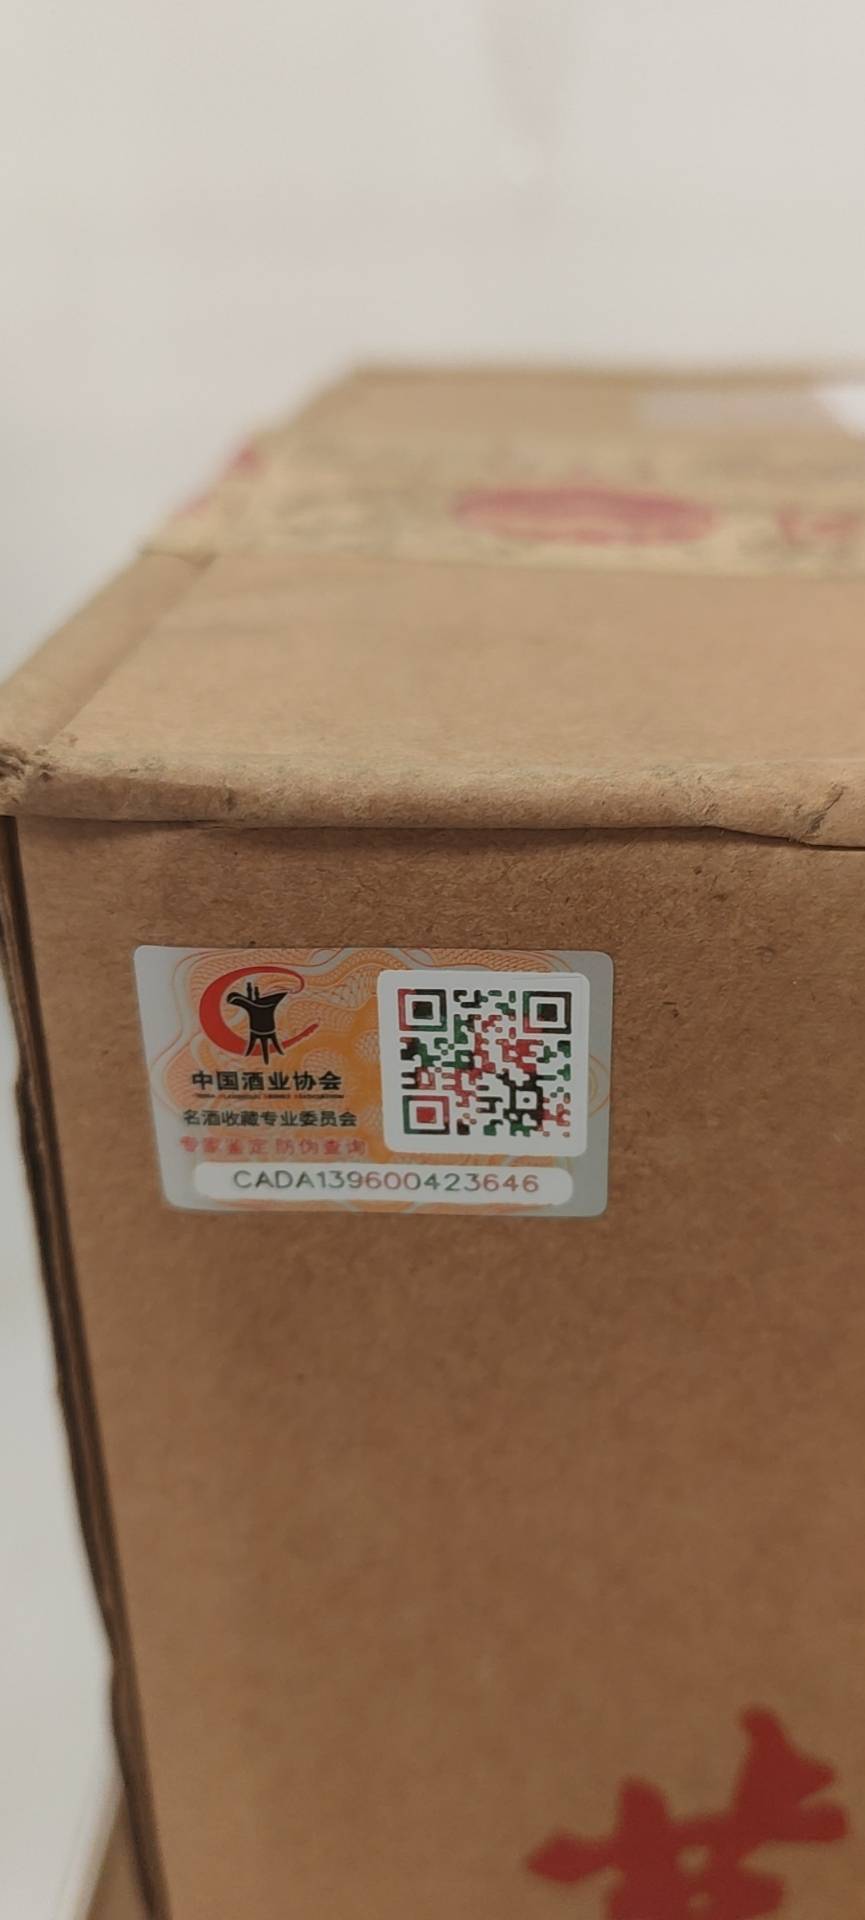 中国酒业协会
名酒收藏专业委员会
专家鉴定 防伪查询
CADA139600423646